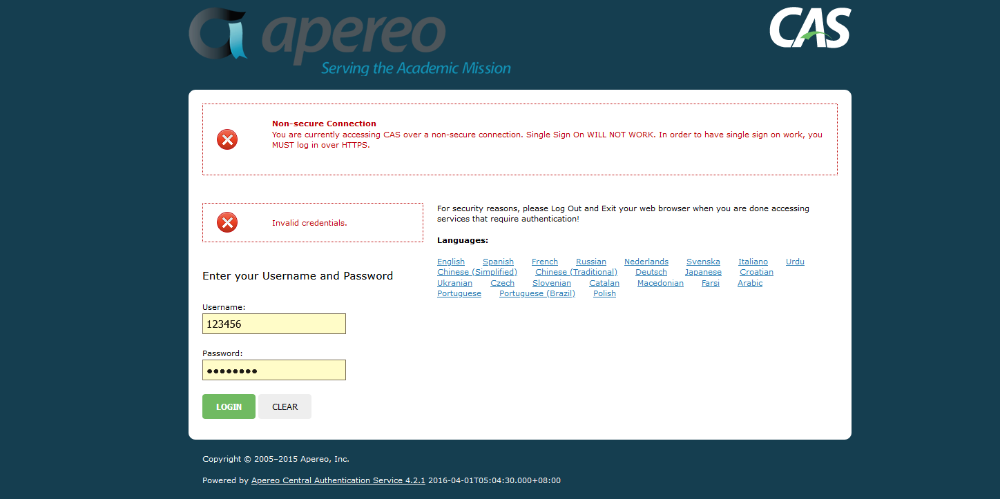 apereo
Serving the Academic Mission
CAS
Non-secure Connection
You are currently accessing CAS over a non-secure connection. Single Sign On WILL NOT WORK. In order to have single sign on work, you
MUST log in over HTTPS.
Invalid credentials.
Enter your Username and Password
Username:
123456
Password:
••••••••
LOGIN CLEAR
For security reasons, please Log Out and Exit your web browser when you are done accessing
services that require authentication!
Languages:
English Spanish French Russian Nederlands Svenska Italiano Urdu
Chinese (Simplified) Chinese (Traditional) Deutsch Japanese Croatian
Ukranian Czech Slovenian Catalan Macedonian Farsi Arabic
Portuguese Portuguese (Brazil) Polish
Copyright © 2005–2015 Apereo, Inc.
Powered by Apereo Central Authentication Service 4.2.1 2016-04-01T05:04:30.000+08:00